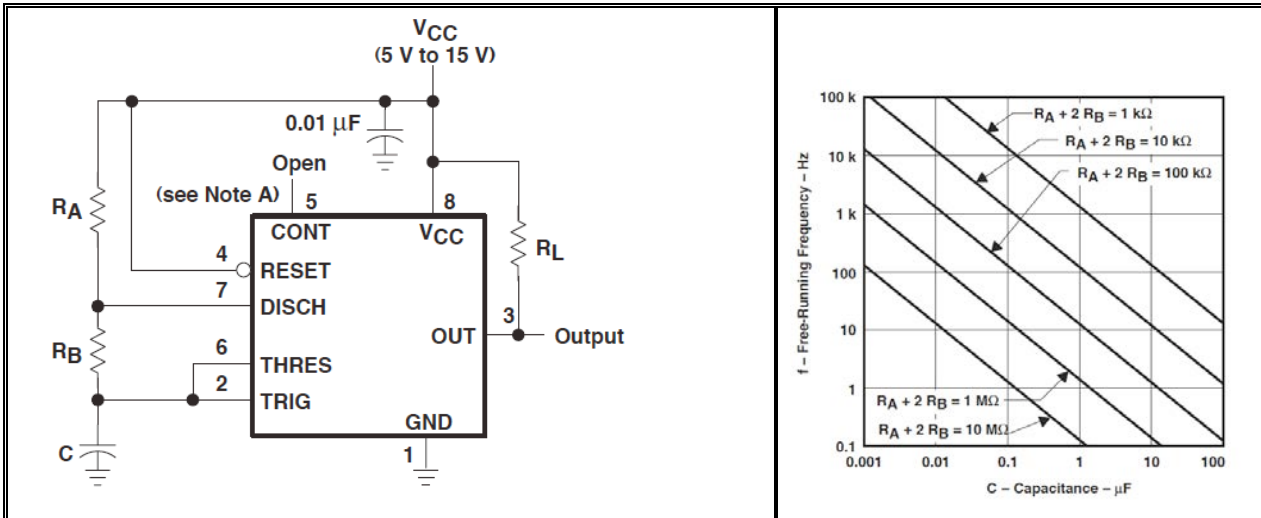 VCC
(5 V to 15 V)
0.01 μF
Open
(see Note A)
5
8
RA
CONT
VCC
4
RESET
RL
7
DISCH
3
RB
6
OUT
Output
THRES
2
TRIG
GND
C
1
f – Free-Running Frequency – Hz
100 k
10 k
1 k
100
10
1
0.1
RA + 2 RB = 1 kΩ
RA + 2 RB = 10 kΩ
RA + 2 RB = 100 kΩ
RA + 2 RB = 1 MΩ
RA + 2 RB = 10 MΩ
0.001 0.01 0.1 1 10 100
C – Capacitance – μF